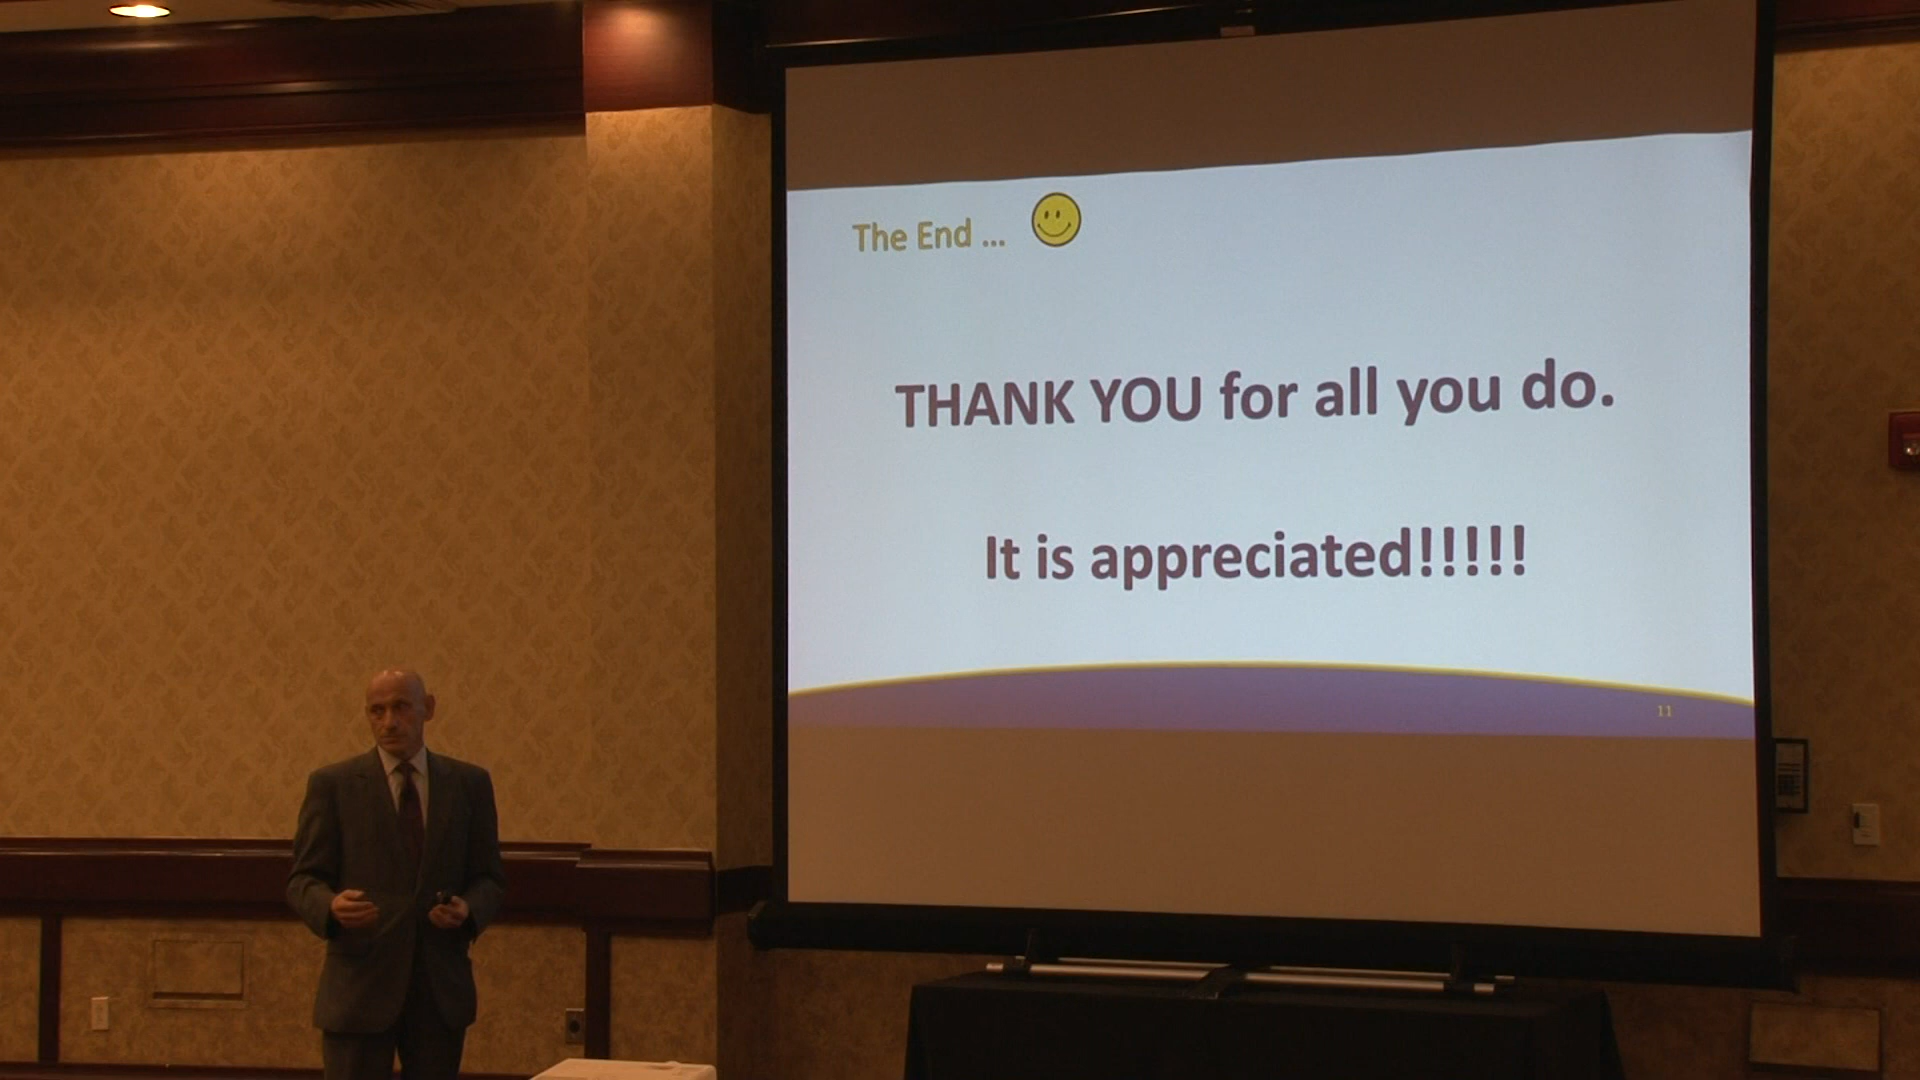 The End ...
THANK YOU for all you do.
It is appreciated!!!!!
11